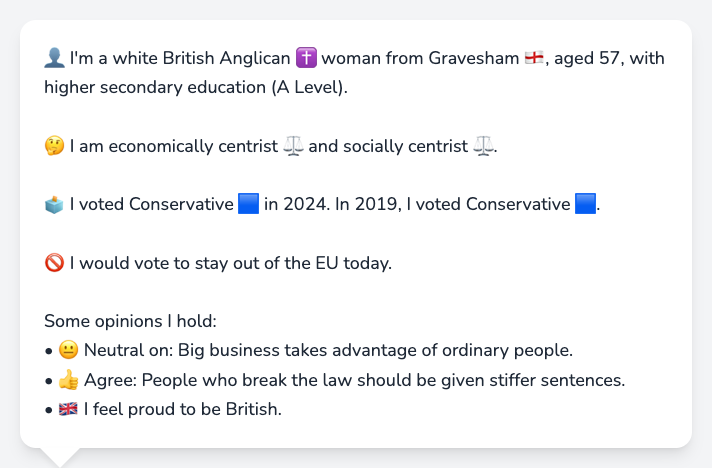 👤 I'm a white British Anglican ✝️ woman from Gravesham 🏴󠁧󠁢󠁥󠁮󠁧󠁿, aged 57, with
higher secondary education (A Level).
🤔 I am economically centrist ⚖️ and socially centrist ⚖️.
🗳️ I voted Conservative 🟦 in 2024. In 2019, I voted Conservative 🟦.
🚫 I would vote to stay out of the EU today.
Some opinions I hold:
• 😐 Neutral on: Big business takes advantage of ordinary people.
• 👍 Agree: People who break the law should be given stiffer sentences.
• 🇬🇧 I feel proud to be British.